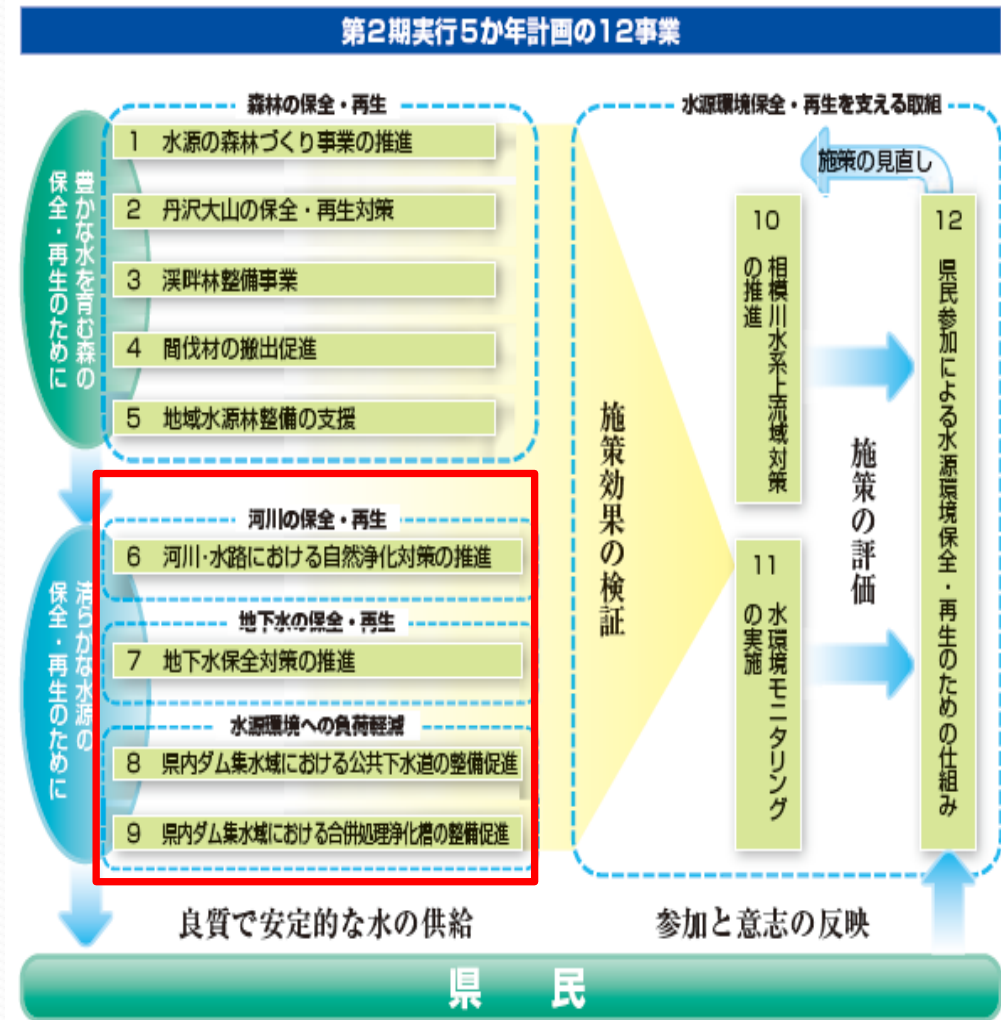 第2期実行5か年計画の12事業
豊かな水を育む森の
保全・再生のために
森林の保全・再生
1 水源の森林づくり事業の推進
2 丹沢大山の保全・再生対策
3 渓畔林整備事業
4 間伐材の搬出促進
5 地域水源林整備の支援
清らかな水源の
保全・再生のために
河川の保全・再生
6 河川・水路における自然浄化対策の推進
地下水の保全・再生
7 地下水保全対策の推進
水源環境への負荷軽減
8 県内ダム集水域における公共下水道の整備促進
9 県内ダム集水域における合併処理浄化槽の整備促進
施策効果の検証
水源環境保全・再生を支える取組
施策の見直し
10 相模川水系上流域対策
の推進
11 水環境モニタリング
の実施
施策の評価
12 県民参加による水源環境保全・再生のための仕組み
良質で安定的な水の供給
参加と意志の反映
県 民